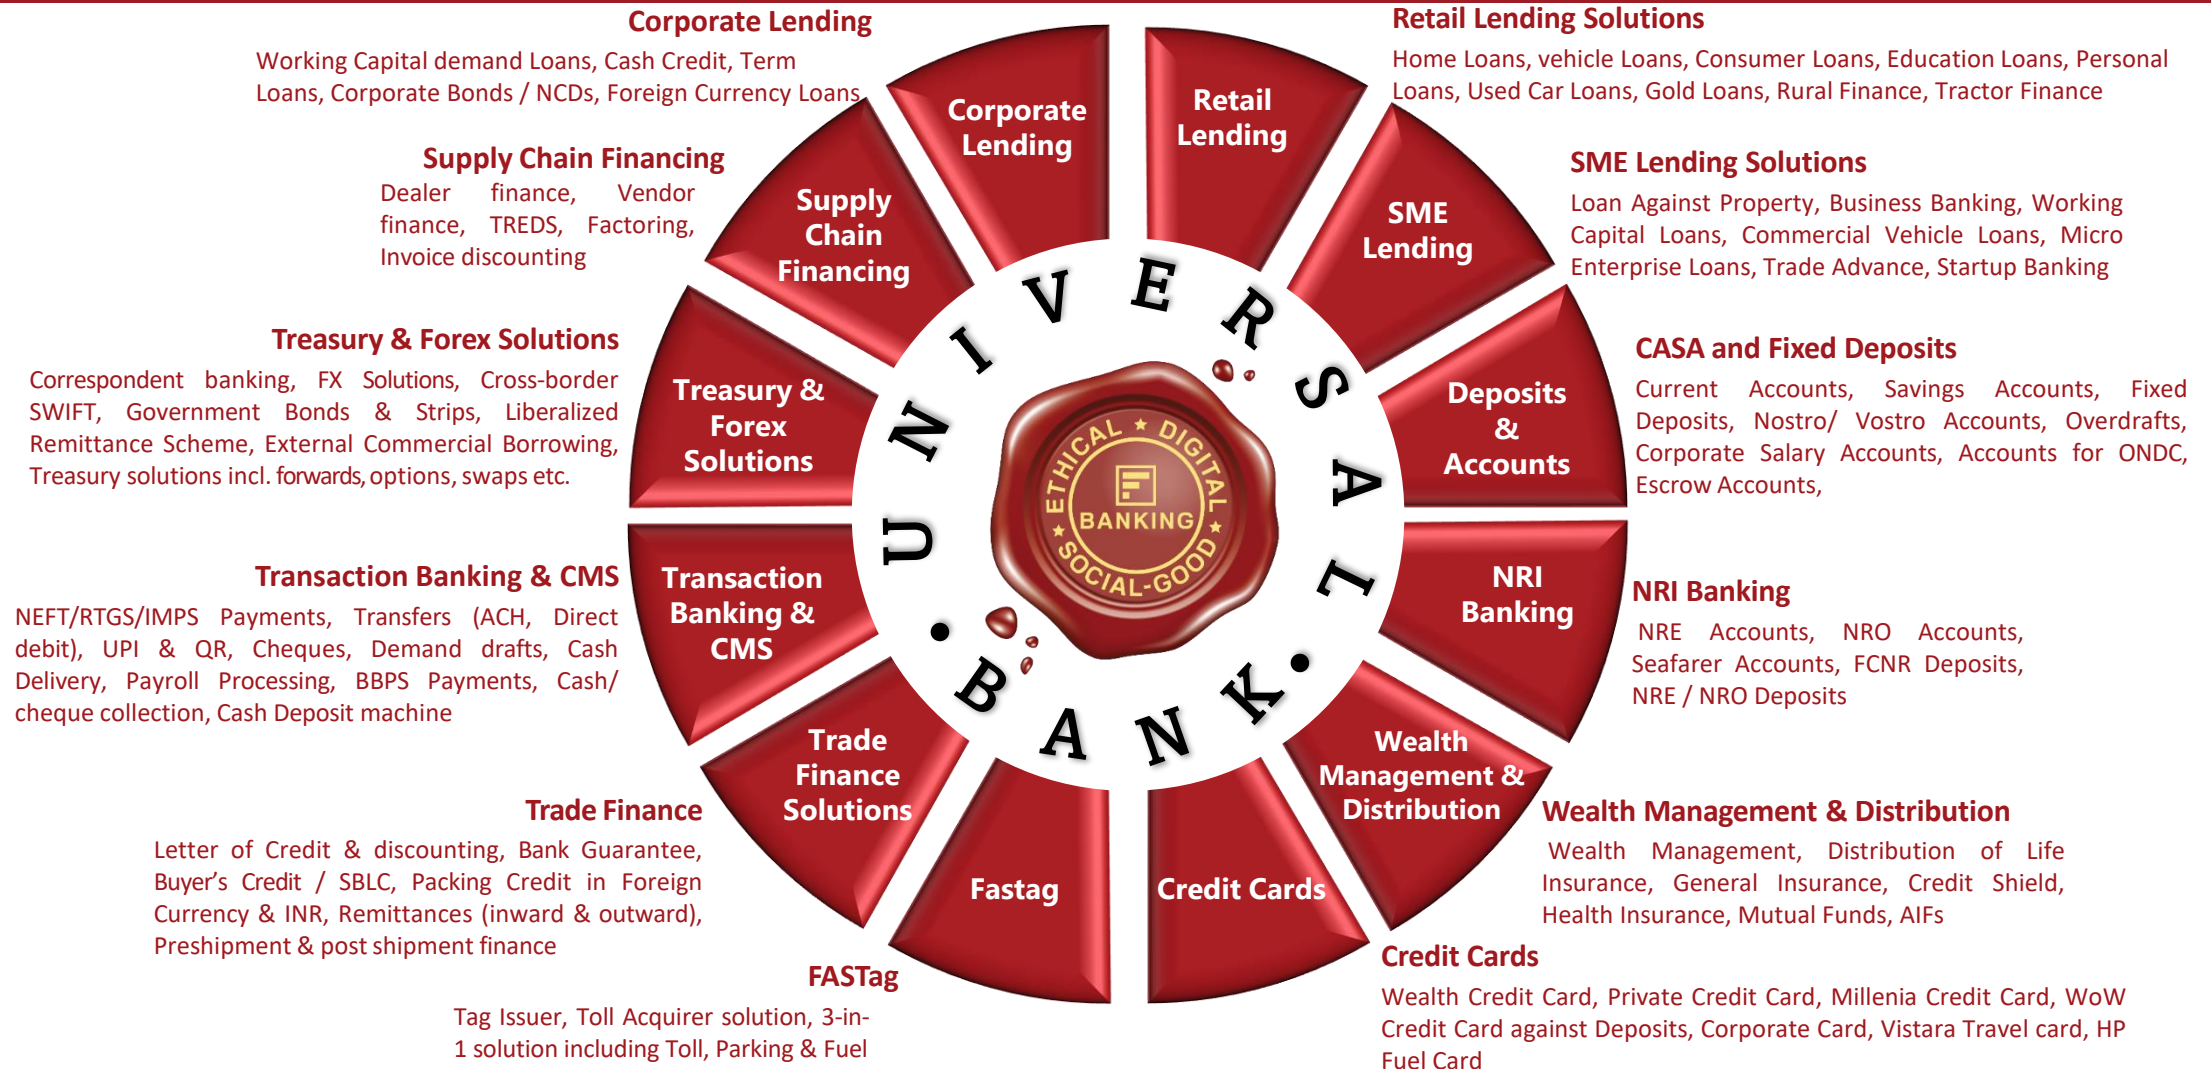 Corporate Lending
Working Capital demand Loans, Cash Credit, Term
Loans, Corporate Bonds / NCDs, Foreign Currency Loans
Supply Chain Financing
Dealer finance, Vendor
finance, TREDS, Factoring,
Invoice discounting
Treasury & Forex Solutions
Correspondent banking, FX Solutions, Cross-border
SWIFT, Government Bonds & Strips, Liberalized
Remittance Scheme, External Commercial Borrowing,
Treasury solutions incl. forwards, options, swaps etc.
Transaction Banking & CMS
NEFT/RTGS/IMPS Payments, Transfers (ACH, Direct
debit), UPI & QR, Cheques, Demand drafts, Cash
Delivery, Payroll Processing, BBPS Payments, Cash/
cheque collection, Cash Deposit machine
Trade Finance
Letter of Credit & discounting, Bank Guarantee,
Buyer’s Credit / SBLC, Packing Credit in Foreign
Currency & INR, Remittances (inward & outward),
Preshipment & post shipment finance
FASTag
Tag Issuer, Toll Acquirer solution, 3-in-
1 solution including Toll, Parking & Fuel
Corporate
Lending
Retail
Lending
Supply
Chain
Financing
SME
Lending
Treasury &
Forex
Solutions
Deposits
&
Accounts
Transaction
Banking &
CMS
NRI
Banking
Trade
Finance
Solutions
Wealth
Management &
Distribution
Fastag
Credit Cards
UNIVERSAL
• BANK •
ETHICAL ★ DIGITAL
★ SOCIAL-GOOD ★
BANKING
Retail Lending Solutions
Home Loans, vehicle Loans, Consumer Loans, Education Loans, Personal
Loans, Used Car Loans, Gold Loans, Rural Finance, Tractor Finance
SME Lending Solutions
Loan Against Property, Business Banking, Working
Capital Loans, Commercial Vehicle Loans, Micro
Enterprise Loans, Trade Advance, Startup Banking
CASA and Fixed Deposits
Current Accounts, Savings Accounts, Fixed
Deposits, Nostro/ Vostro Accounts, Overdrafts,
Corporate Salary Accounts, Accounts for ONDC,
Escrow Accounts,
NRI Banking
NRE Accounts, NRO Accounts,
Seafarer Accounts, FCNR Deposits,
NRE / NRO Deposits
Wealth Management & Distribution
Wealth Management, Distribution of Life
Insurance, General Insurance, Credit Shield,
Health Insurance, Mutual Funds, AIFs
Credit Cards
Wealth Credit Card, Private Credit Card, Millenia Credit Card, WoW
Credit Card against Deposits, Corporate Card, Vistara Travel card, HP
Fuel Card